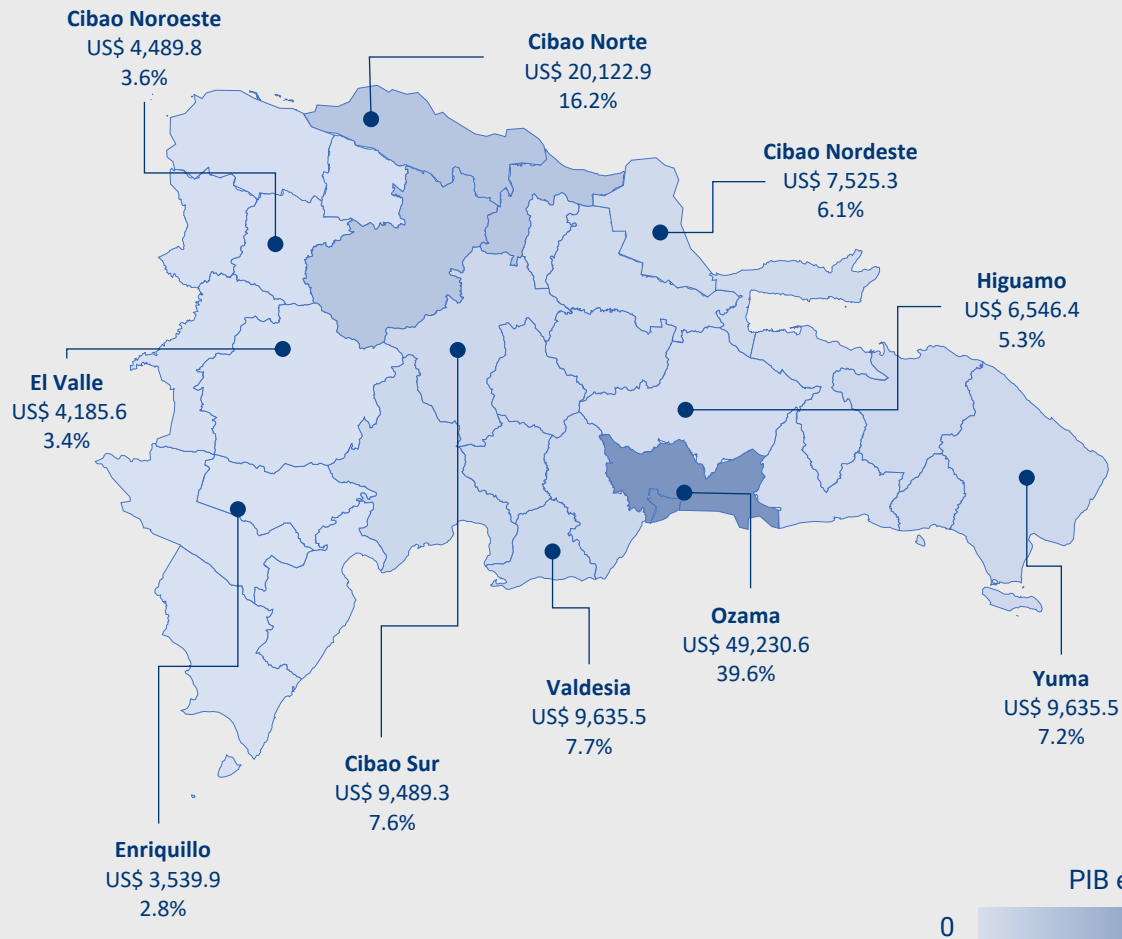 Cibao Noroeste
US$ 4,489.8
3.6%
Cibao Norte
US$ 20,122.9
16.2%
Cibao Nordeste
US$ 7,525.3
6.1%
Higuamo
US$ 6,546.4
5.3%
El Valle
US$ 4,185.6
3.4%
Ozama
US$ 49,230.6
39.6%
Yuma
US$ 9,635.5
7.2%
Valdesia
US$ 9,635.5
7.7%
Cibao Sur
US$ 9,489.3
7.6%
Enriquillo
US$ 3,539.9
2.8%
PIB e
0